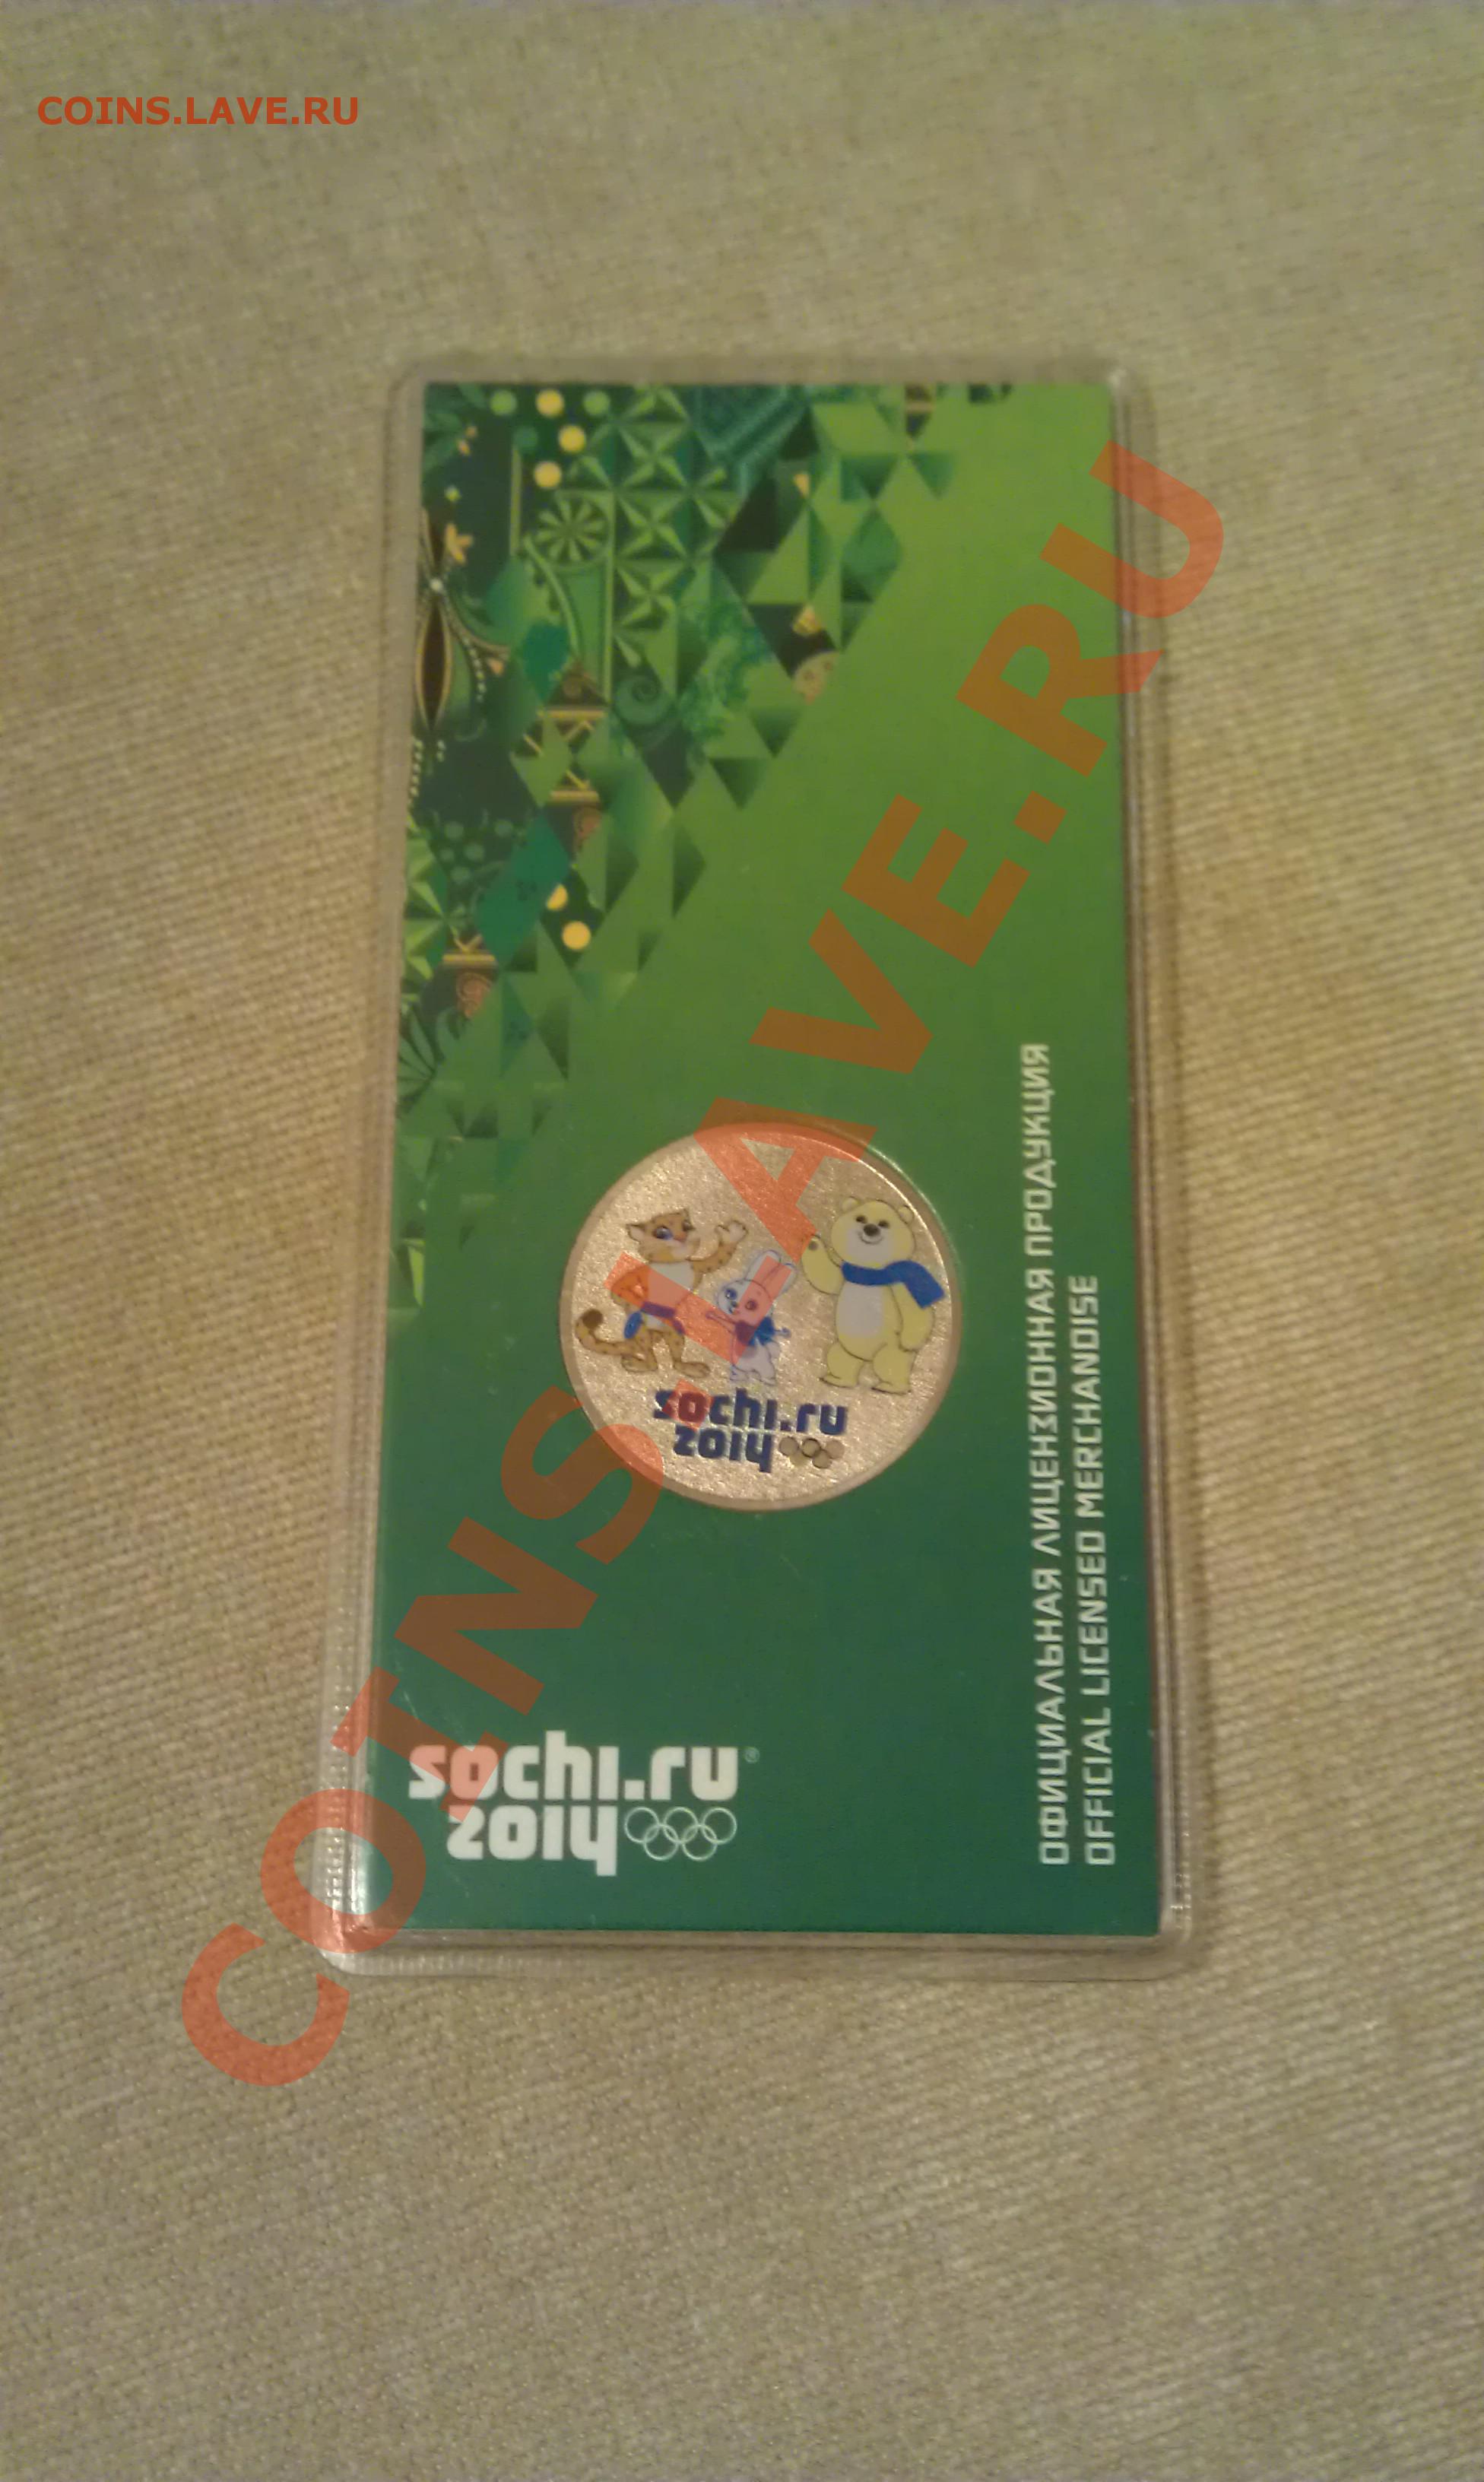 COINS.LAVE.RU
COINS.LAVE.RU
sochi.ru
2014
sochi.ru®
2014
ОФИЦИАЛЬНАЯ ЛИЦЕНЗИОННАЯ ПРОДУКЦИЯ
OFFICIAL LICENSED MERCHANDISE